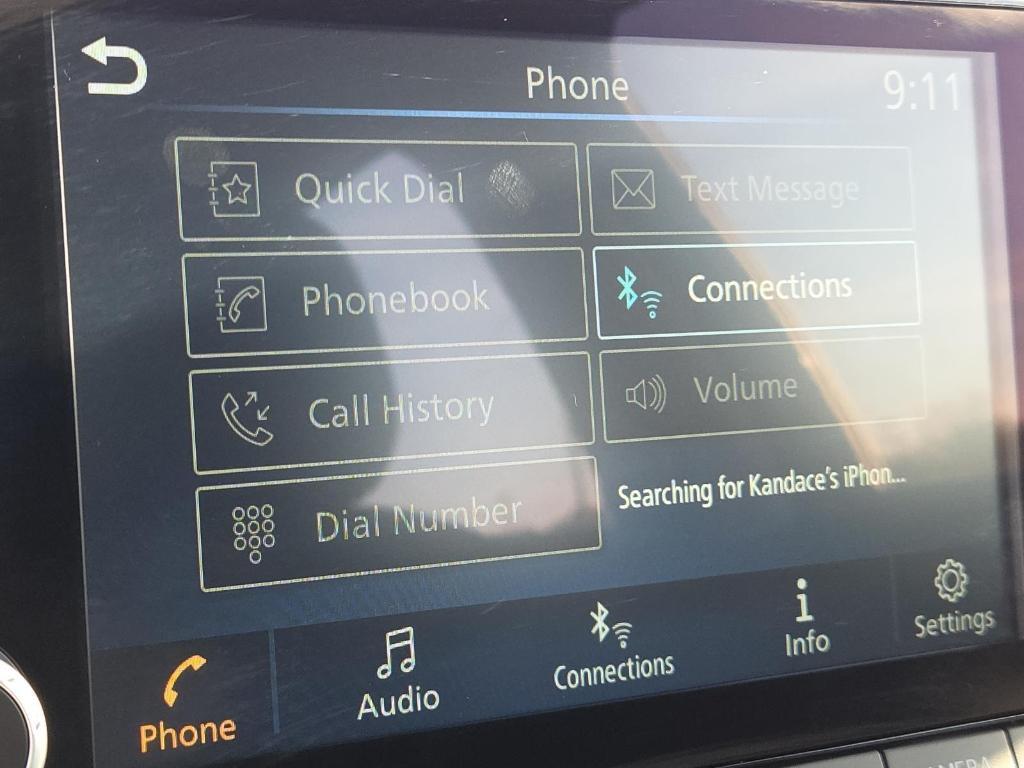 Phone
9:11
Quick Dial
Text Message
Phonebook
Connections
Call History
Volume
Dial Number
Searching for Kandace's iPhon...
Phone
Audio
Connections
Info
Settings